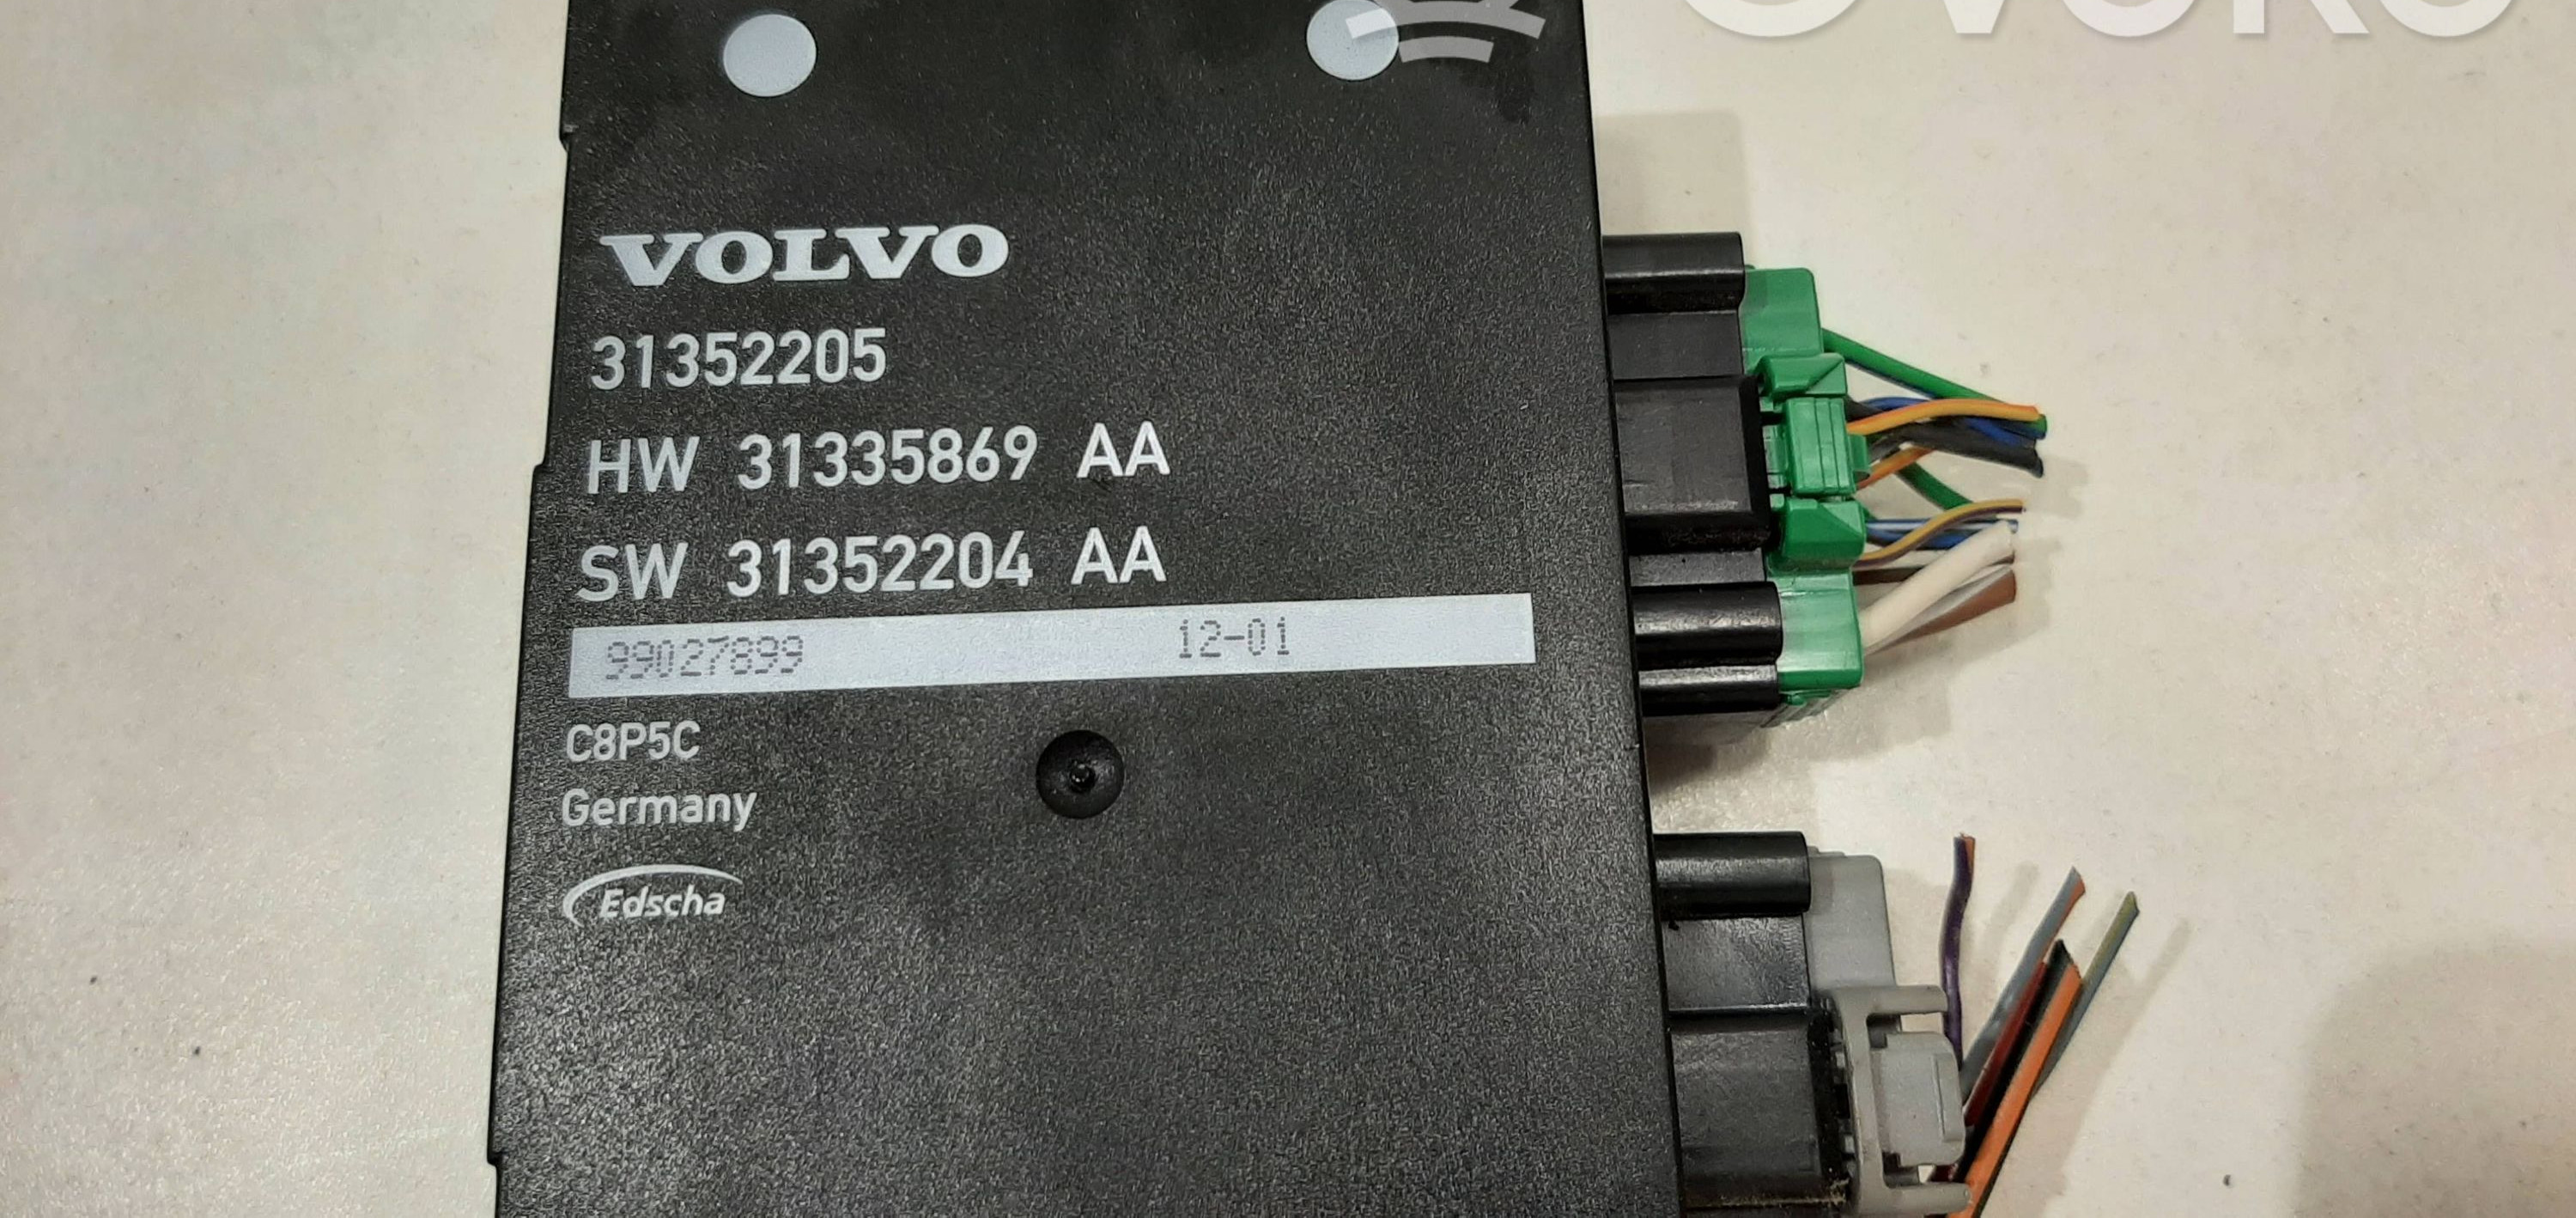 VOLVO
31352205
HW 31335869 AA
SW 31352204 AA
99027899 12-01
C8P5C
Germany
Edscha